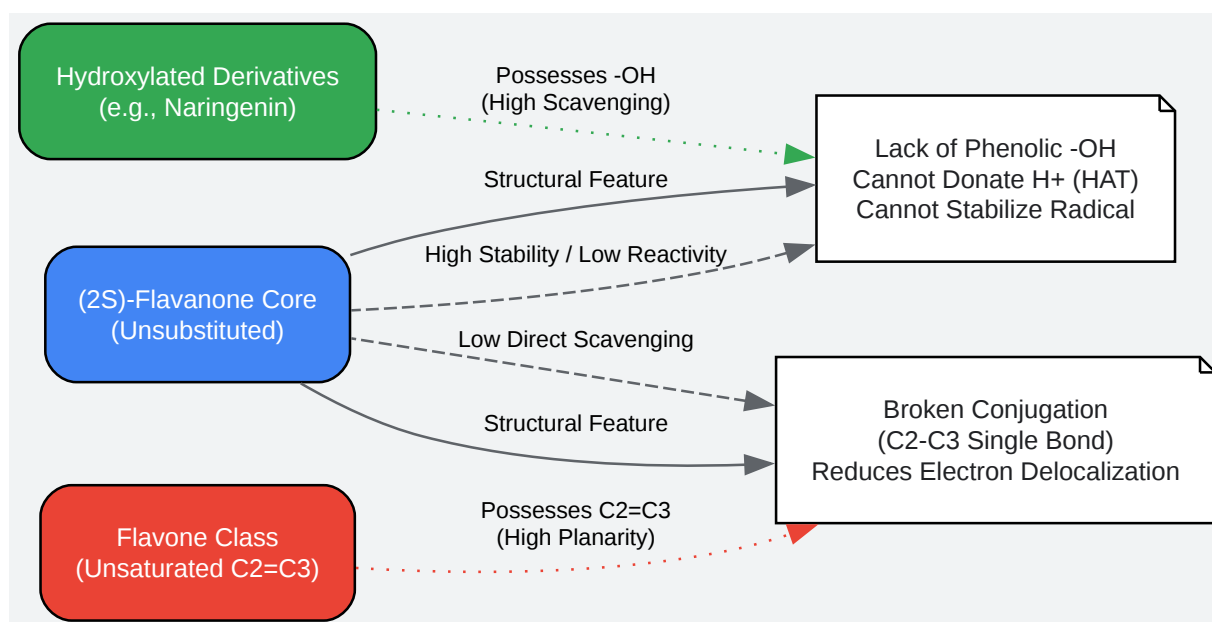 Hydroxylated Derivatives
(e.g., Naringenin)
Possesses -OH
(High Scavenging)
Lack of Phenolic -OH
Cannot Donate H+ (HAT)
Cannot Stabilize Radical
Structural Feature
High Stability / Low Reactivity
(2S)-Flavanone Core
(Unsubstituted)
Low Direct Scavenging
Structural Feature
Broken Conjugation
(C2-C3 Single Bond)
Reduces Electron Delocalization
Flavone Class
(Unsaturated C2=C3)
Possesses C2=C3
(High Planarity)